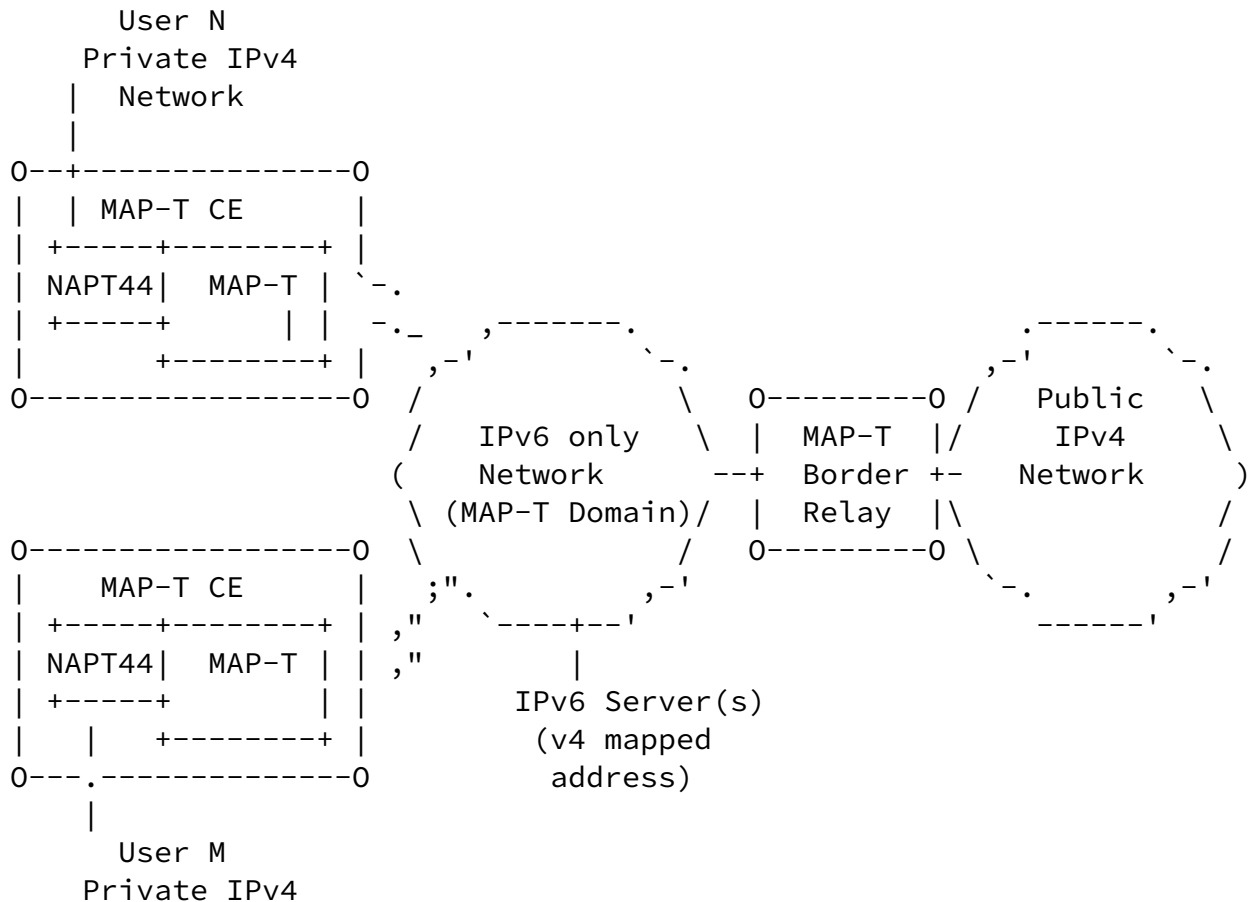 User N
Private IPv4
Network
MAP-T CE
NAPT44 MAP-T
IPv6 only
Network
(MAP-T Domain)
MAP-T
Border
Relay
Public
IPv4
Network
MAP-T CE
NAPT44 MAP-T
IPv6 Server(s)
(v4 mapped
address)
User M
Private IPv4